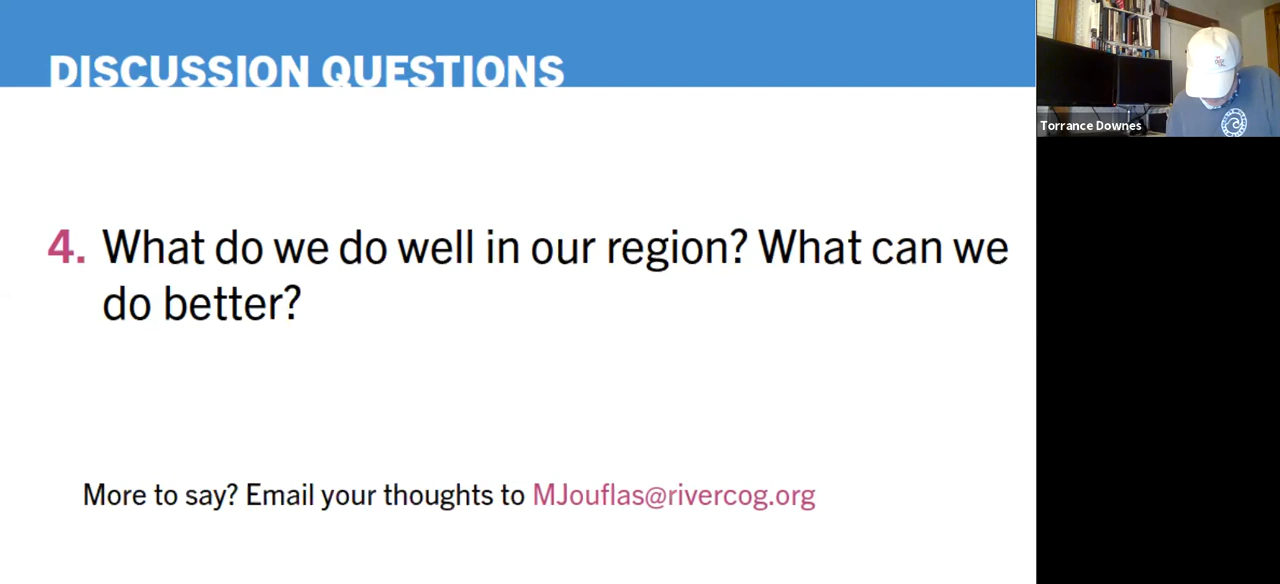 DISCUSSION QUESTIONS
4. What do we do well in our region? What can we
do better?
More to say? Email your thoughts to MJouflas@rivercog.org
Torrance Downes